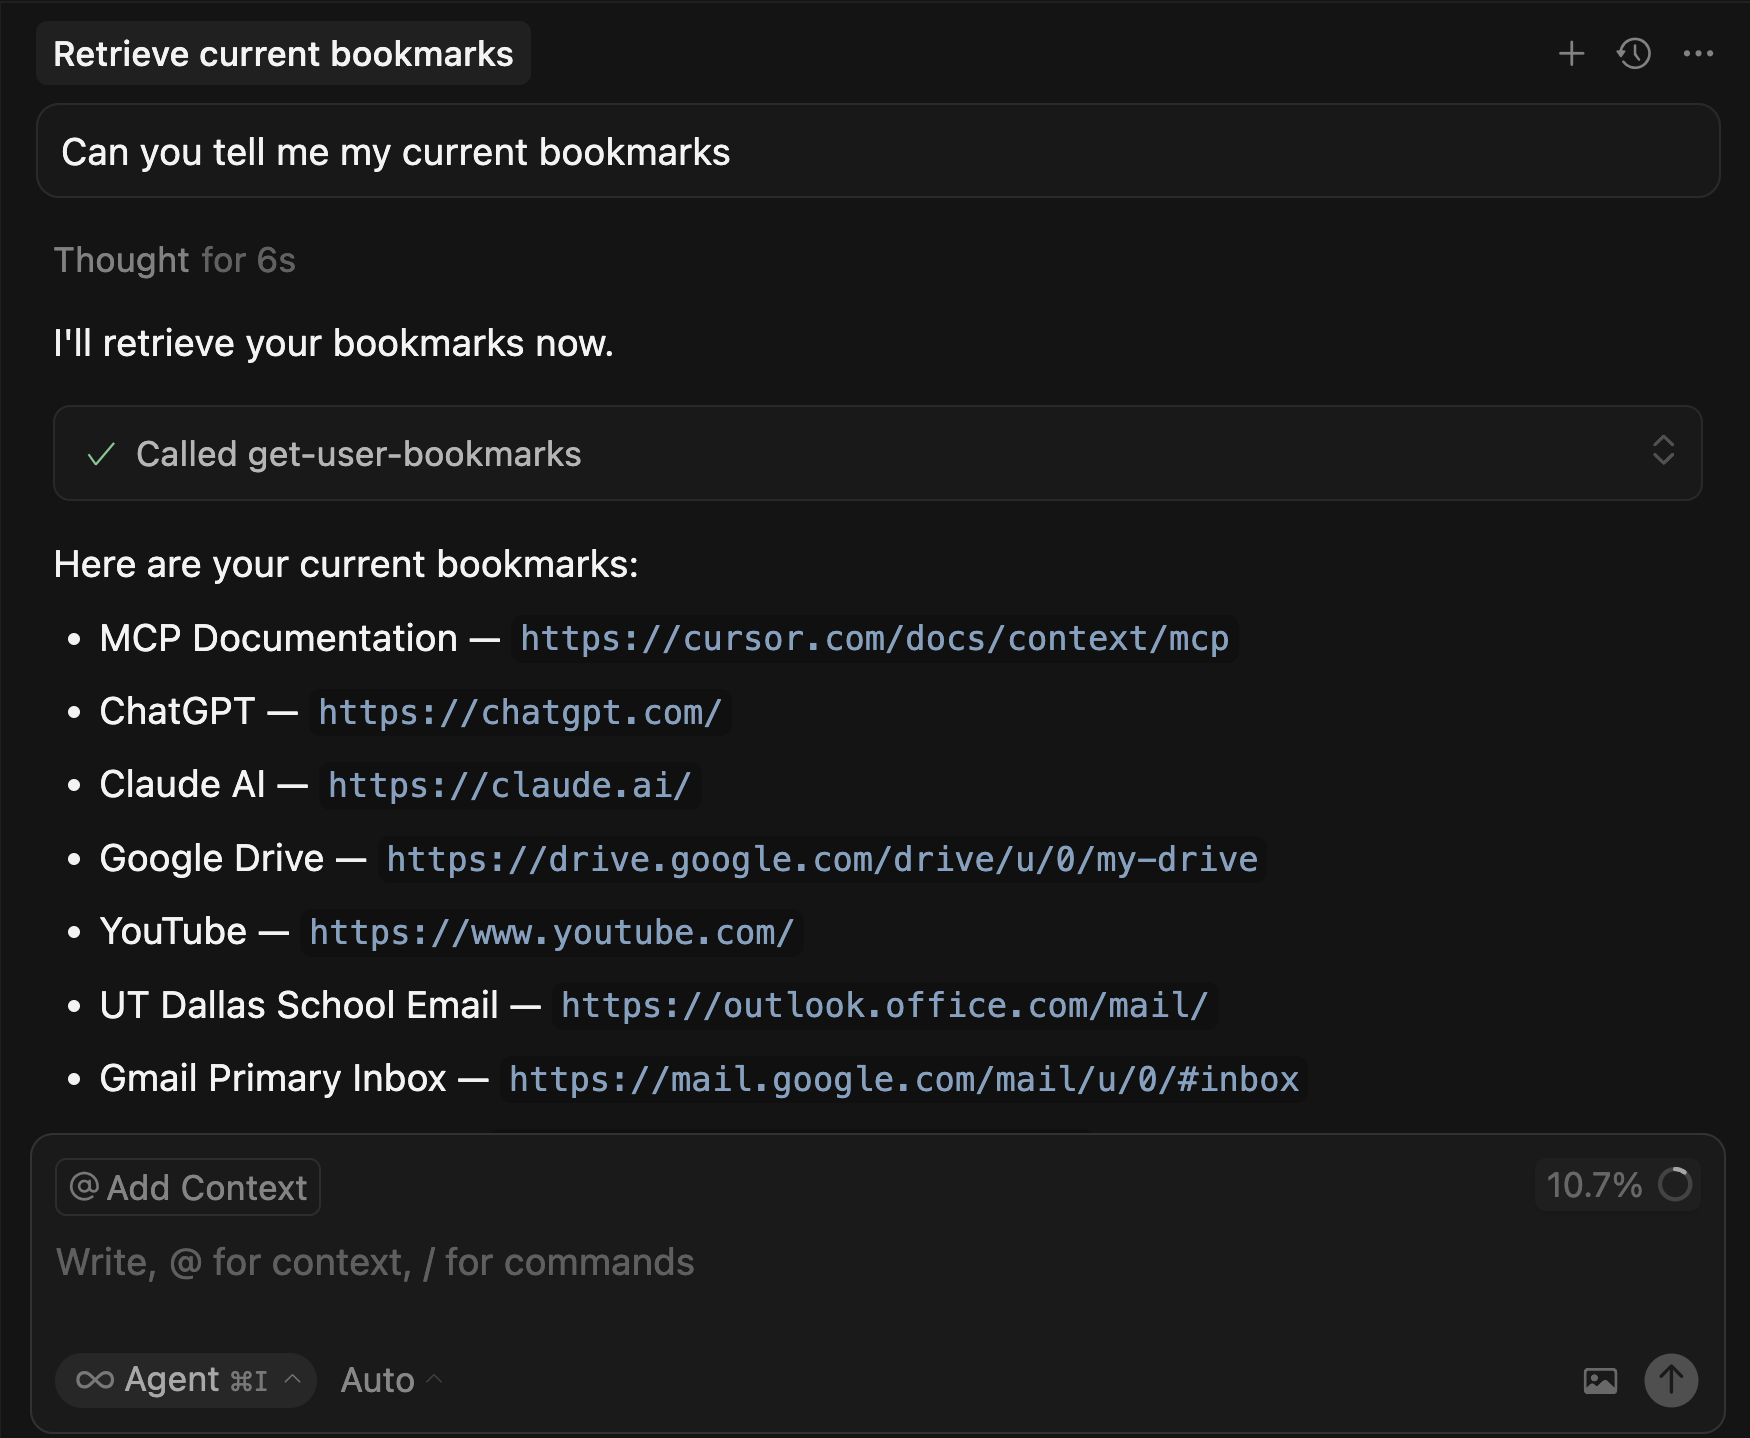 Retrieve current bookmarks
Can you tell me my current bookmarks
Thought for 6s
I'll retrieve your bookmarks now.
Called get-user-bookmarks
Here are your current bookmarks:
• MCP Documentation — https://cursor.com/docs/context/mcp
• ChatGPT — https://chatgpt.com/
• Claude AI — https://claude.ai/
• Google Drive — https://drive.google.com/drive/u/0/my-drive
• YouTube — https://www.youtube.com/
• UT Dallas School Email — https://outlook.office.com/mail/
• Gmail Primary Inbox — https://mail.google.com/mail/u/0/#inbox
@ Add Context 10.7%
Write, @ for context, / for commands
Agent ⌘I Auto